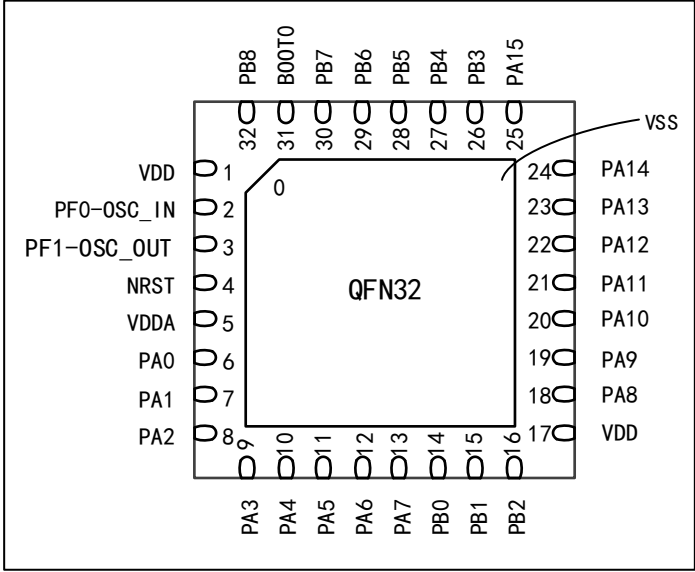 PB8 BOOT0 PB7 PB6 PB5 PB4 PB3 PA15
32 31 30 29 28 27 26 25
VSS
VDD 1 24 PA14
0
PF0-OSC_IN 2 23 PA13
PF1-OSC_OUT 3 22 PA12
NRST 4 QFN32 21 PA11
VDDA 5 20 PA10
PA0 6 19 PA9
PA1 7 18 PA8
PA2 8 17 VDD
9 10 11 12 13 14 15 16
PA3 PA4 PA5 PA6 PA7 PB0 PB1 PB2